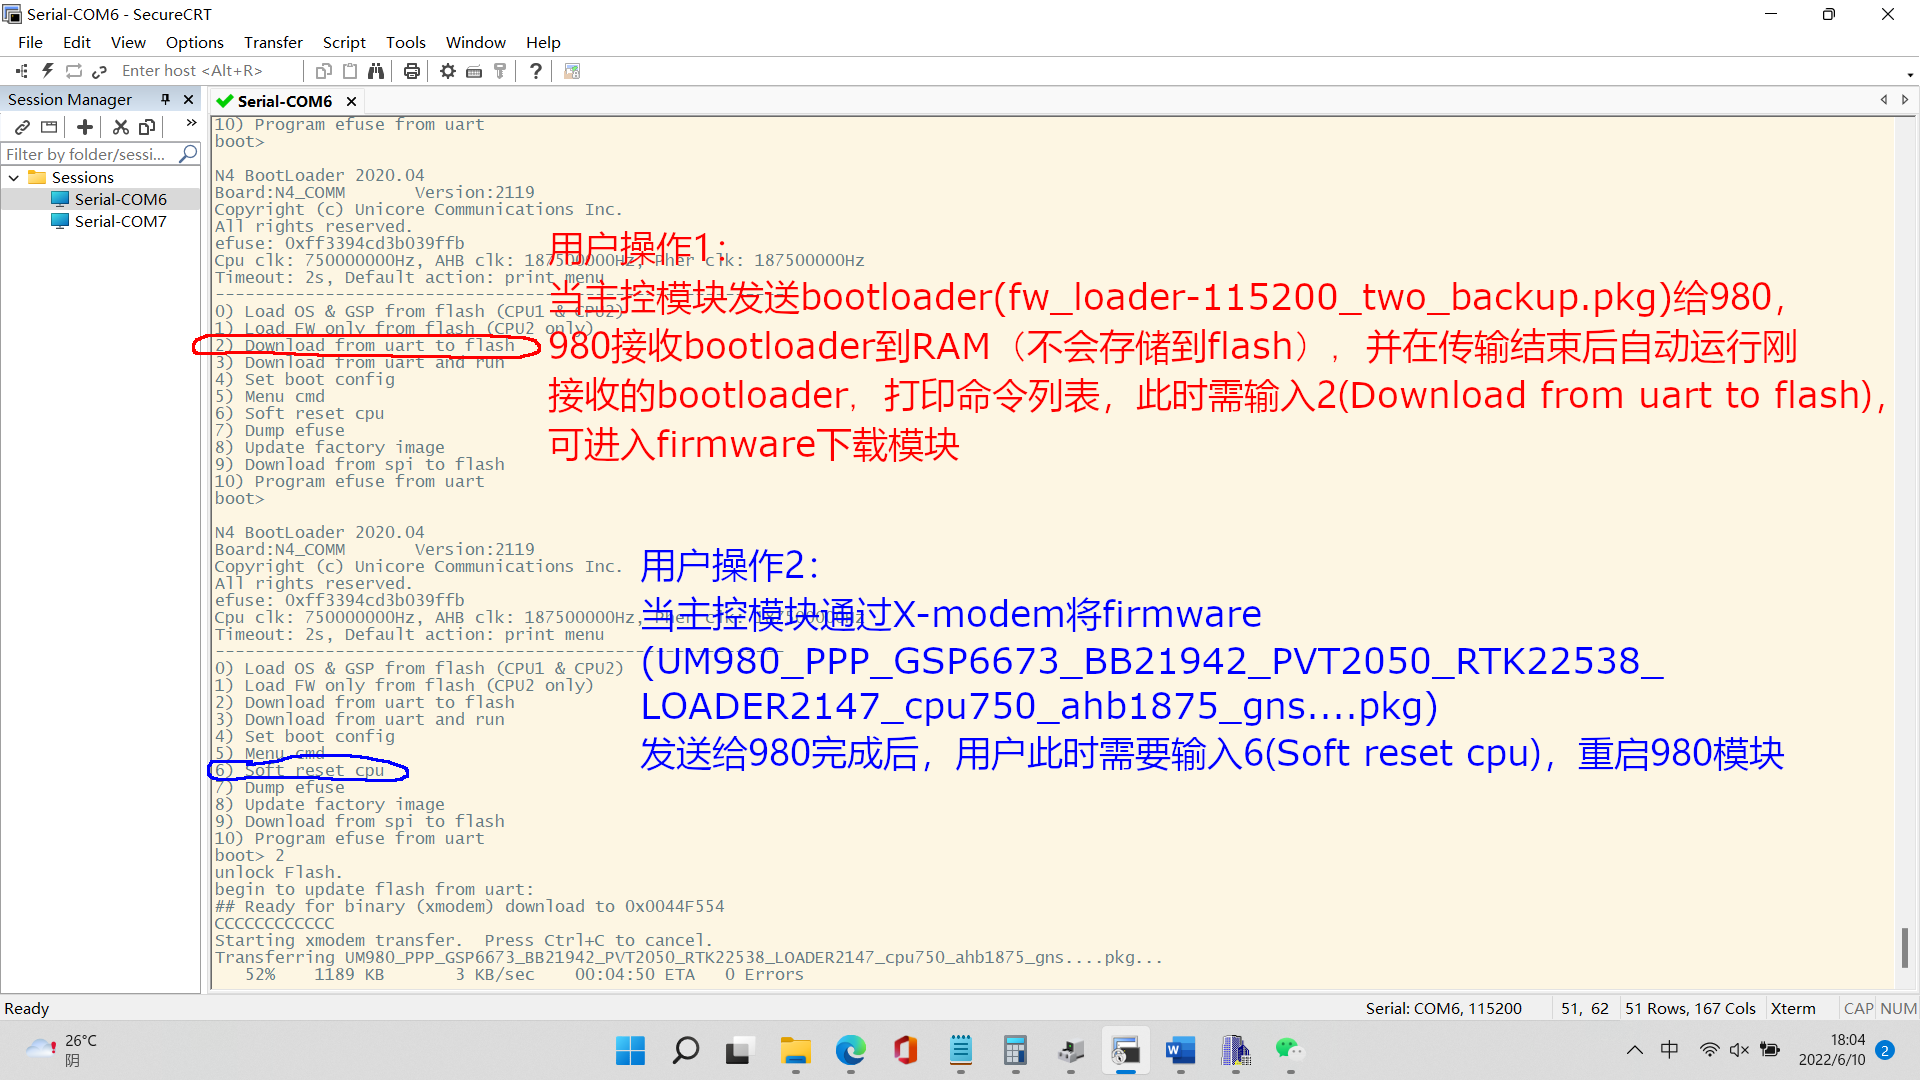 Serial-COM6 - SecureCRT
File Edit View Options Transfer Script Tools Window Help
Enter host <Alt+R>
Session Manager
Serial-COM6
Filter by folder/sessi...
Sessions
Serial-COM6
Serial-COM7
10) Program efuse from uart
boot>
N4 BootLoader 2020.04
Board:N4_COMM Version:2119
Copyright (c) Unicore Communications Inc.
All rights reserved.
efuse: 0xff3394cd3b039ffb
Cpu clk: 750000000Hz, AHB clk: 187500000Hz, Pher clk: 187500000Hz
Timeout: 2s, Default action: print menu
0) Load OS & GSP from flash (CPU1 & CPU2)
1) Load FW only from flash (CPU2 only)
2) Download from uart to flash
3) Download from uart and run
4) Set boot config
5) Menu cmd
6) Soft reset cpu
7) Dump efuse
8) Update factory image
9) Download from spi to flash
10) Program efuse from uart
boot>
用户操作1：
当主控模块发送bootloader(fw_loader-115200_two_backup.pkg)给980，
980接收bootloader到RAM（不会存储到flash），并在传输结束后自动运行刚
接收的bootloader，打印命令列表，此时需输入2(Download from uart to flash)，
可进入firmware下载模块
N4 BootLoader 2020.04
Board:N4_COMM Version:2119
Copyright (c) Unicore Communications Inc.
All rights reserved.
efuse: 0xff3394cd3b039ffb
Cpu clk: 750000000Hz, AHB clk: 187500000Hz, Pher clk: 187500000Hz
Timeout: 2s, Default action: print menu
0) Load OS & GSP from flash (CPU1 & CPU2)
1) Load FW only from flash (CPU2 only)
2) Download from uart to flash
3) Download from uart and run
4) Set boot config
5) Menu cmd
6) Soft reset cpu
7) Dump efuse
8) Update factory image
9) Download from spi to flash
10) Program efuse from uart
boot> 2
unlock Flash.
begin to update flash from uart:
## Ready for binary (xmodem) download to 0x0044F554
CCCCCCCCCCCC
Starting xmodem transfer. Press Ctrl+C to cancel.
Transferring UM980_PPP_GSP6673_BB21942_PVT2050_RTK22538_LOADER2147_cpu750_ahb1875_gns....pkg...
52% 1189 KB 3 KB/sec 00:04:50 ETA 0 Errors
用户操作2：
当主控模块通过X-modem将firmware
(UM980_PPP_GSP6673_BB21942_PVT2050_RTK22538_
LOADER2147_cpu750_ahb1875_gns....pkg)
发送给980完成后，用户此时需要输入6(Soft reset cpu)，重启980模块
Ready
Serial: COM6, 115200 51, 62 51 Rows, 167 Cols Xterm CAP NUM
26°C
阴
中
18:04
2022/6/10
2